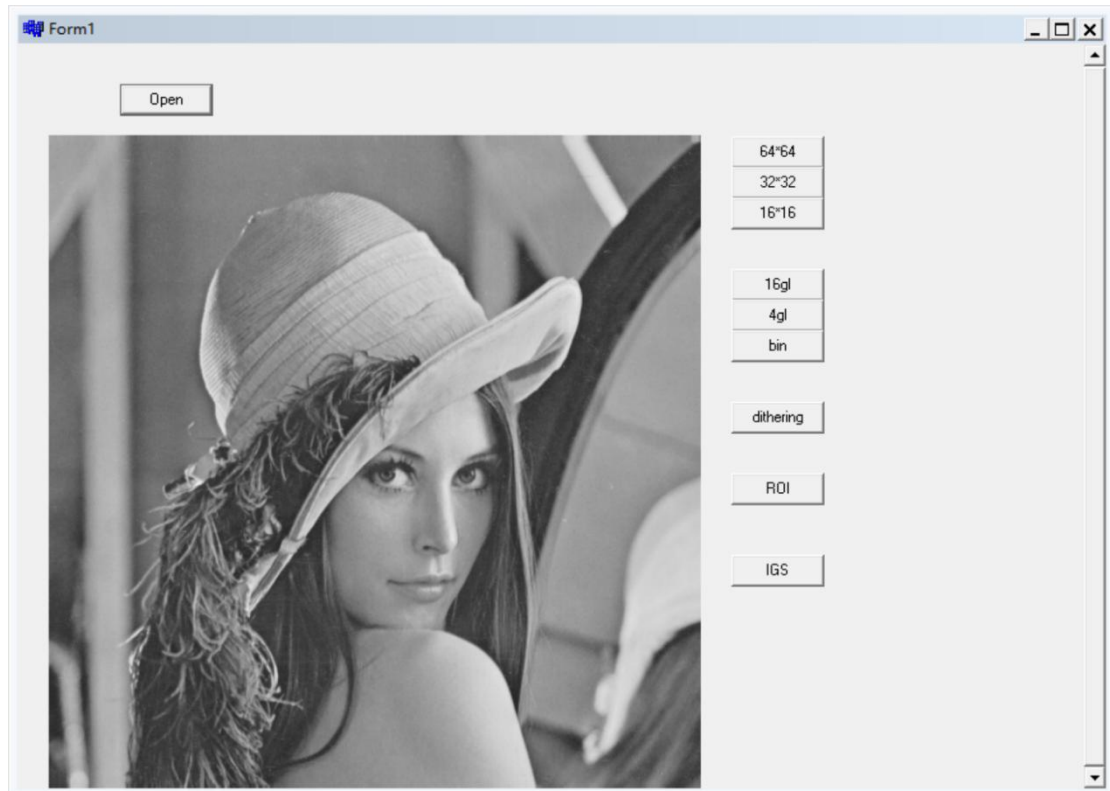 Form1
Open
64*64
32*32
16*16
16gl
4gl
bin
dithering
ROI
IGS